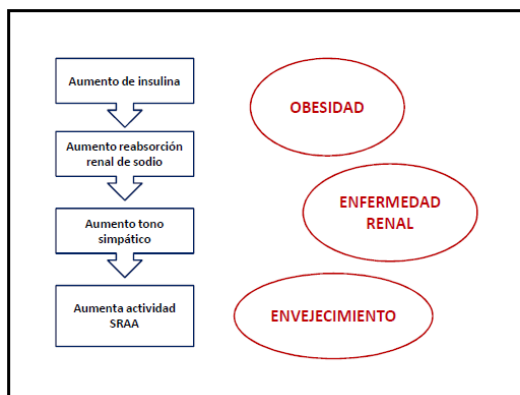 Aumento de insulina
Aumento reabsorción
renal de sodio
Aumento tono
simpático
Aumenta actividad
SRAA
OBESIDAD
ENFERMEDAD
RENAL
ENVEJECIMIENTO